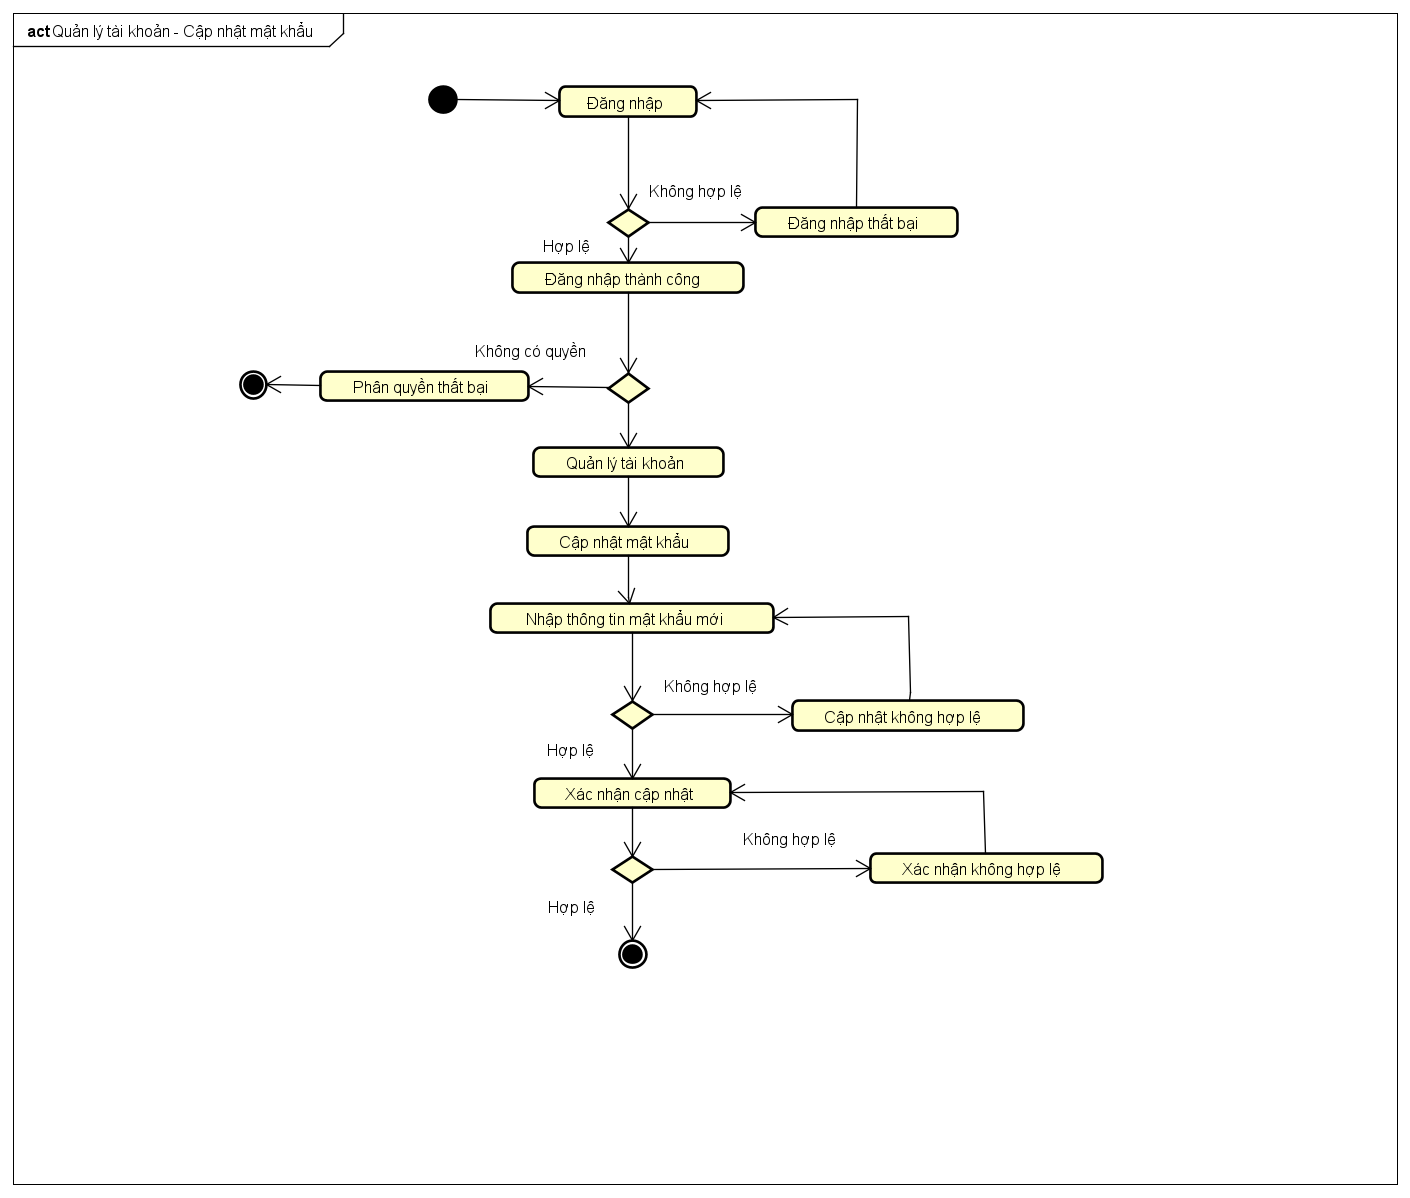 act Quản lý tài khoản - Cập nhật mật khẩu
Đăng nhập
Không hợp lệ
Đăng nhập thất bại
Hợp lệ
Đăng nhập thành công
Không có quyền
Phân quyền thất bại
Quản lý tài khoản
Cập nhật mật khẩu
Nhập thông tin mật khẩu mới
Không hợp lệ
Cập nhật không hợp lệ
Hợp lệ
Xác nhận cập nhật
Không hợp lệ
Xác nhận không hợp lệ
Hợp lệ